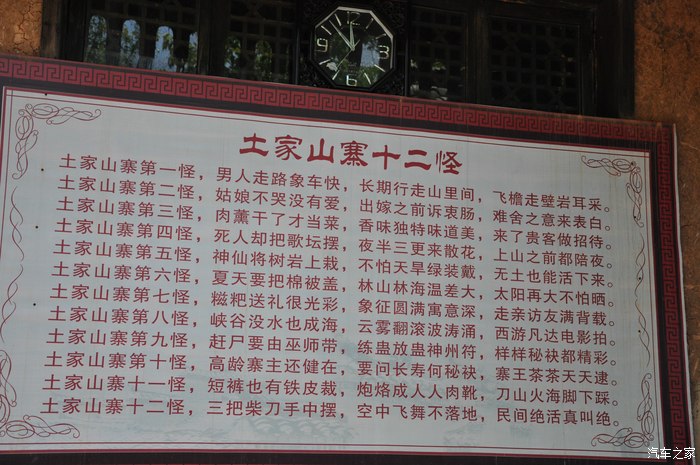 9
3
6
土家山寨十二怪
土家山寨第一怪，男人走路象车快，长期行走山里间，飞檐走壁岩耳采。
土家山寨第二怪，姑娘不哭没有爱，出嫁之前诉衷肠，难舍之意来表白。
土家山寨第三怪，肉薰干了才当菜，香味独特味道美，来了贵客做招待。
土家山寨第四怪，死人却把歌坛摆，夜半三更来散花，上山之前都陪夜。
土家山寨第五怪，神仙将树岩上栽，不怕天旱绿装戴，无土也能活下来。
土家山寨第六怪，夏天要把棉被盖，林山林海温差大，太阳再大不怕晒。
土家山寨第七怪，糍粑送礼很光彩，象征圆满寓意深，走亲访友满背载。
土家山寨第八怪，峡谷没水也成海，云雾翻滚波涛涌，西游凡达电影拍。
土家山寨第九怪，赶尸要由巫师带，练蛊放蛊神州符，样样秘诀都精彩。
土家山寨第十怪，高龄寨主还健在，要问长寿何秘诀，寨王茶茶天天逮。
土家山寨十一怪，短裤也有铁皮裁，炮烙成人人肉靴，刀山火海脚下踩。
土家山寨十二怪，三把柴刀手中摆，空中飞舞不落地，民间绝活真叫绝。
汽车之家